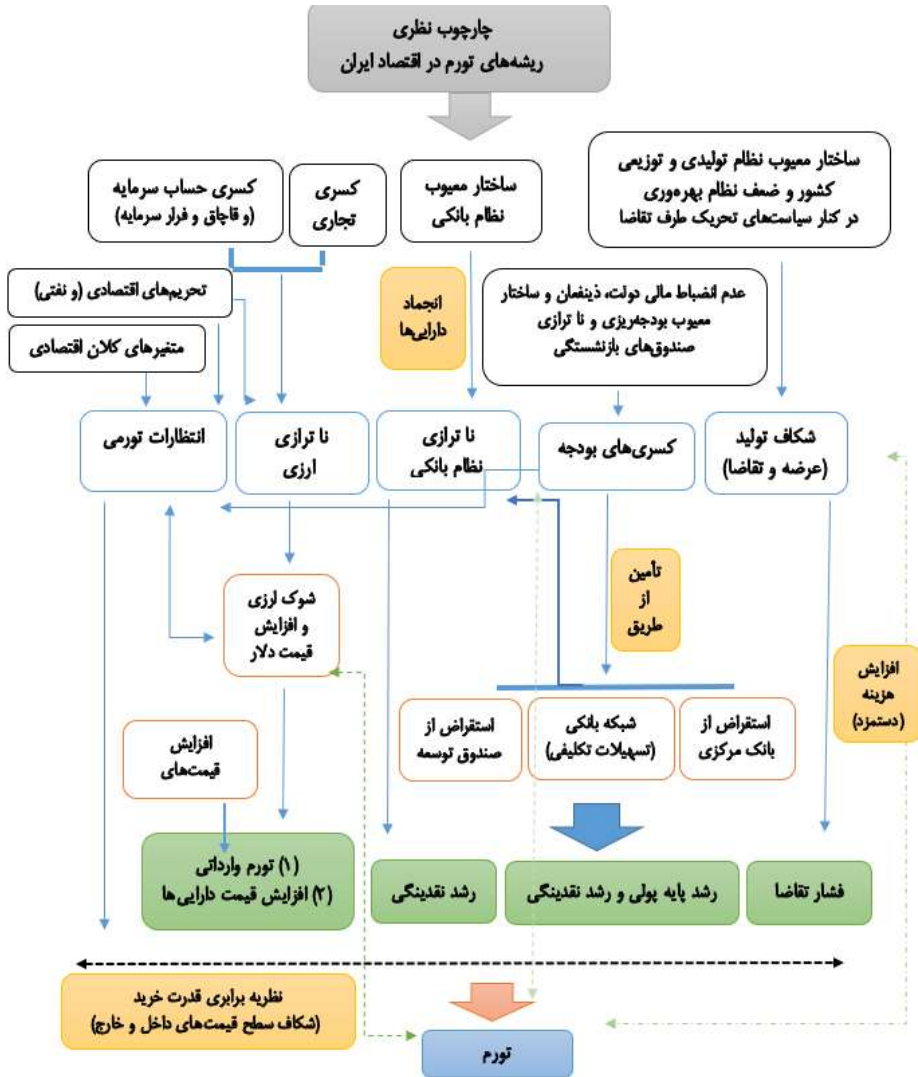 چارچوب نظری
ریشه‌های تورم در اقتصاد ایران
ساختار معیوب نظام تولیدی و توزیعی
کشور و ضعف نظام بهره‌وری
در کنار سیاست‌های تحریک طرف تقاضا
ساختار معیوب
نظام بانکی
کسری
تجاری
کسری حساب سرمایه
(و قاچاق و فرار سرمایه)
تحریم‌های اقتصادی (و نفتی)
متغیرهای کلان اقتصادی
انجماد
دارایی‌ها
عدم انضباط مالی دولت، ذینفعان و ساختار
معیوب بودجه‌ریزی و نا ترازی
صندوق‌های بازنشستگی
شکاف تولید
(عرضه و تقاضا)
کسری‌های بودجه
نا ترازی
نظام بانکی
نا ترازی
ارزی
انتظارات تورمی
تأمین
از
طریق
شوک ارزی
و افزایش
قیمت دلار
افزایش
هزینه
(دستمزد)
استقراض از
بانک مرکزی
شبکه بانکی
(تسهیلات تکلیفی)
استقراض از
صندوق توسعه
افزایش
قیمت‌های
فشار تقاضا
رشد پایه پولی و رشد نقدینگی
رشد نقدینگی
(۱) تورم وارداتی
(۲) افزایش قیمت دارایی‌ها
نظریه برابری قدرت خرید
(شکاف سطح قیمت‌های داخل و خارج)
تورم